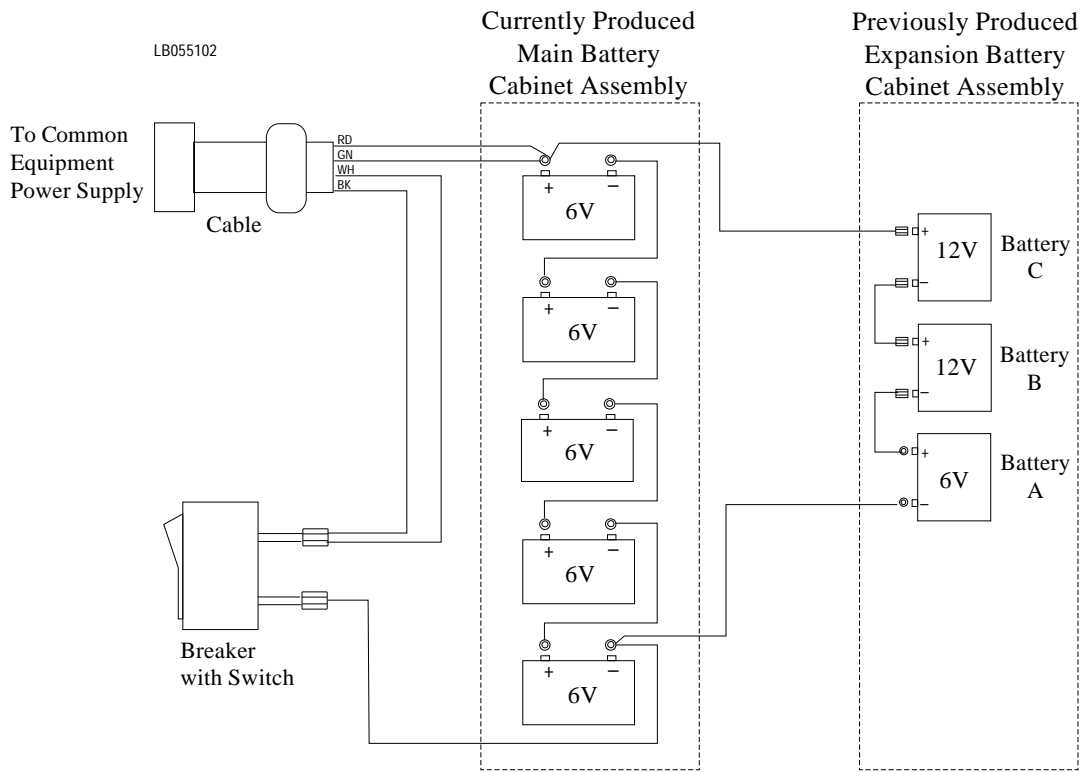 LB055102
Currently Produced
Main Battery
Cabinet Assembly
Previously Produced
Expansion Battery
Cabinet Assembly
To Common
Equipment
Power Supply
Cable
RD
GN
WH
BK
+ –
6V
+ –
6V
+ –
6V
+ –
6V
+ –
6V
+
12V
–
Battery
C
+
12V
–
Battery
B
+
6V
–
Battery
A
Breaker
with Switch